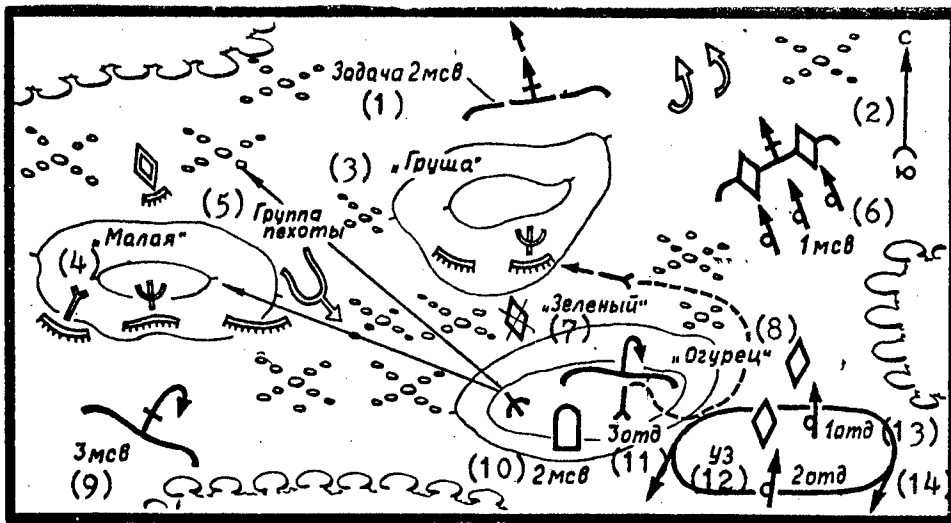 Задача 2мсв
(1)
С
(2)
(3)
„Груша"
(5)
Группа
пехоты
(6)
1мсв
„Малая"
(4)
„Зеленый"
(7)
(8)
„Огурец"
3мсв
(9)
(10)
2мсв
3отд
(11)
1отд
(13)
УЗ
(12)
2отд
(14)